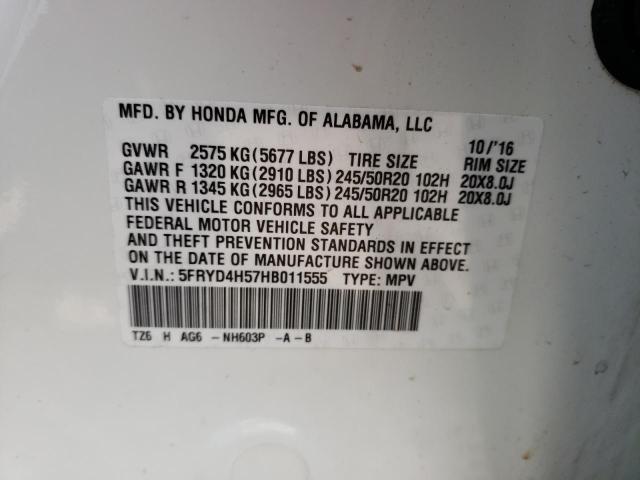 MFD. BY HONDA MFG. OF ALABAMA, LLC
10/'16
GVWR 2575 KG (5677 LBS) TIRE SIZE RIM SIZE
GAWR F 1320 KG (2910 LBS) 245/50R20 102H 20X8.0J
GAWR R 1345 KG (2965 LBS) 245/50R20 102H 20X8.0J
THIS VEHICLE CONFORMS TO ALL APPLICABLE
FEDERAL MOTOR VEHICLE SAFETY
AND THEFT PREVENTION STANDARDS IN EFFECT
ON THE DATE OF MANUFACTURE SHOWN ABOVE.
V.I.N.: 5FRYD4H57HB011555 TYPE: MPV
TZ6 H AG6 -NH603P -A-B